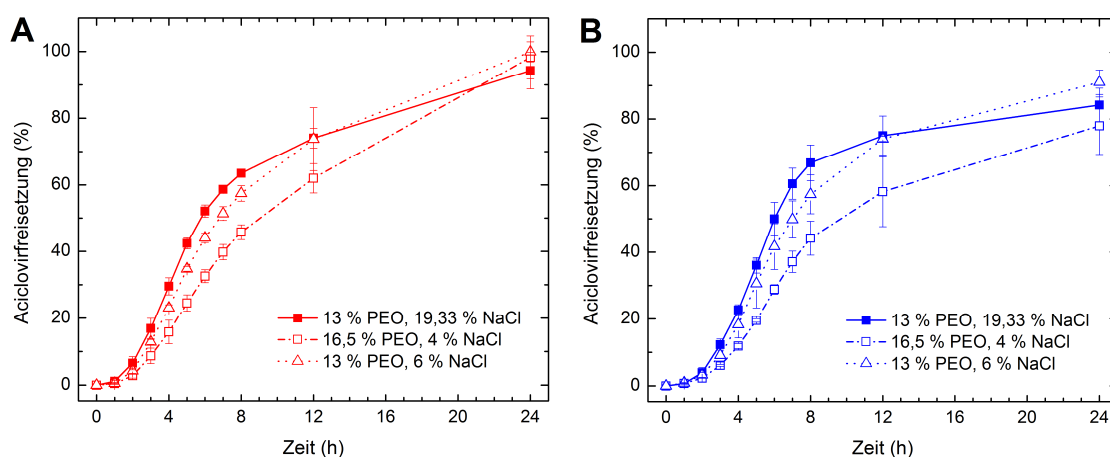 A
Aciclovirfreisetzung (%)
100
80
60
40
20
0
13 % PEO, 19,33 % NaCl
16,5 % PEO, 4 % NaCl
13 % PEO, 6 % NaCl
0 4 8 12 16 20 24
Zeit (h)
B
Aciclovirfreisetzung (%)
100
80
60
40
20
0
13 % PEO, 19,33 % NaCl
16,5 % PEO, 4 % NaCl
13 % PEO, 6 % NaCl
0 4 8 12 16 20 24
Zeit (h)